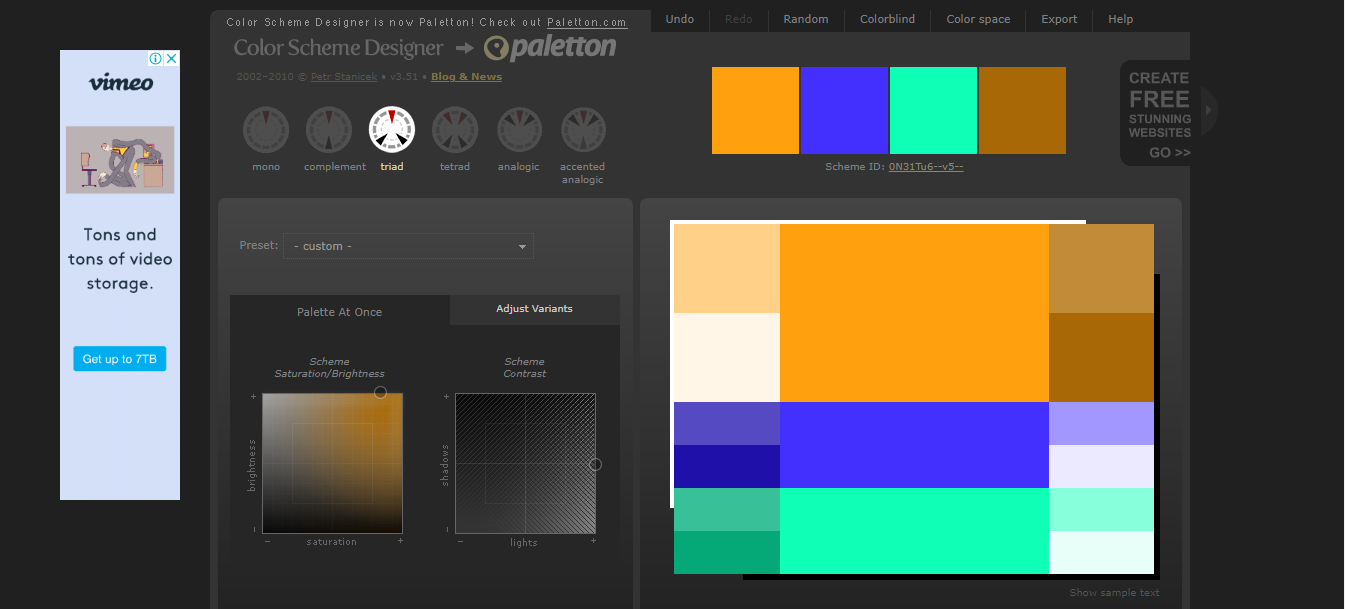 Color Scheme Designer is now Paletton! Check out Paletton.com
Undo
Redo
Random
Colorblind
Color space
Export
Help
Color Scheme Designer
paletton
2002–2010 © Petr Stanicek • v3.51 • Blog & News
mono
complement
triad
tetrad
analogic
accented
analogic
Scheme ID: 0N31Tu6--v5--
CREATE
FREE
STUNNING
WEBSITES
GO >>
vimeo
Tons and
tons of video
storage.
Get up to 7TB
Preset: - custom -
Palette At Once
Adjust Variants
Scheme
Saturation/Brightness
+
brightness
–
– saturation +
Scheme
Contrast
+
shadows
–
– lights +
Show sample text